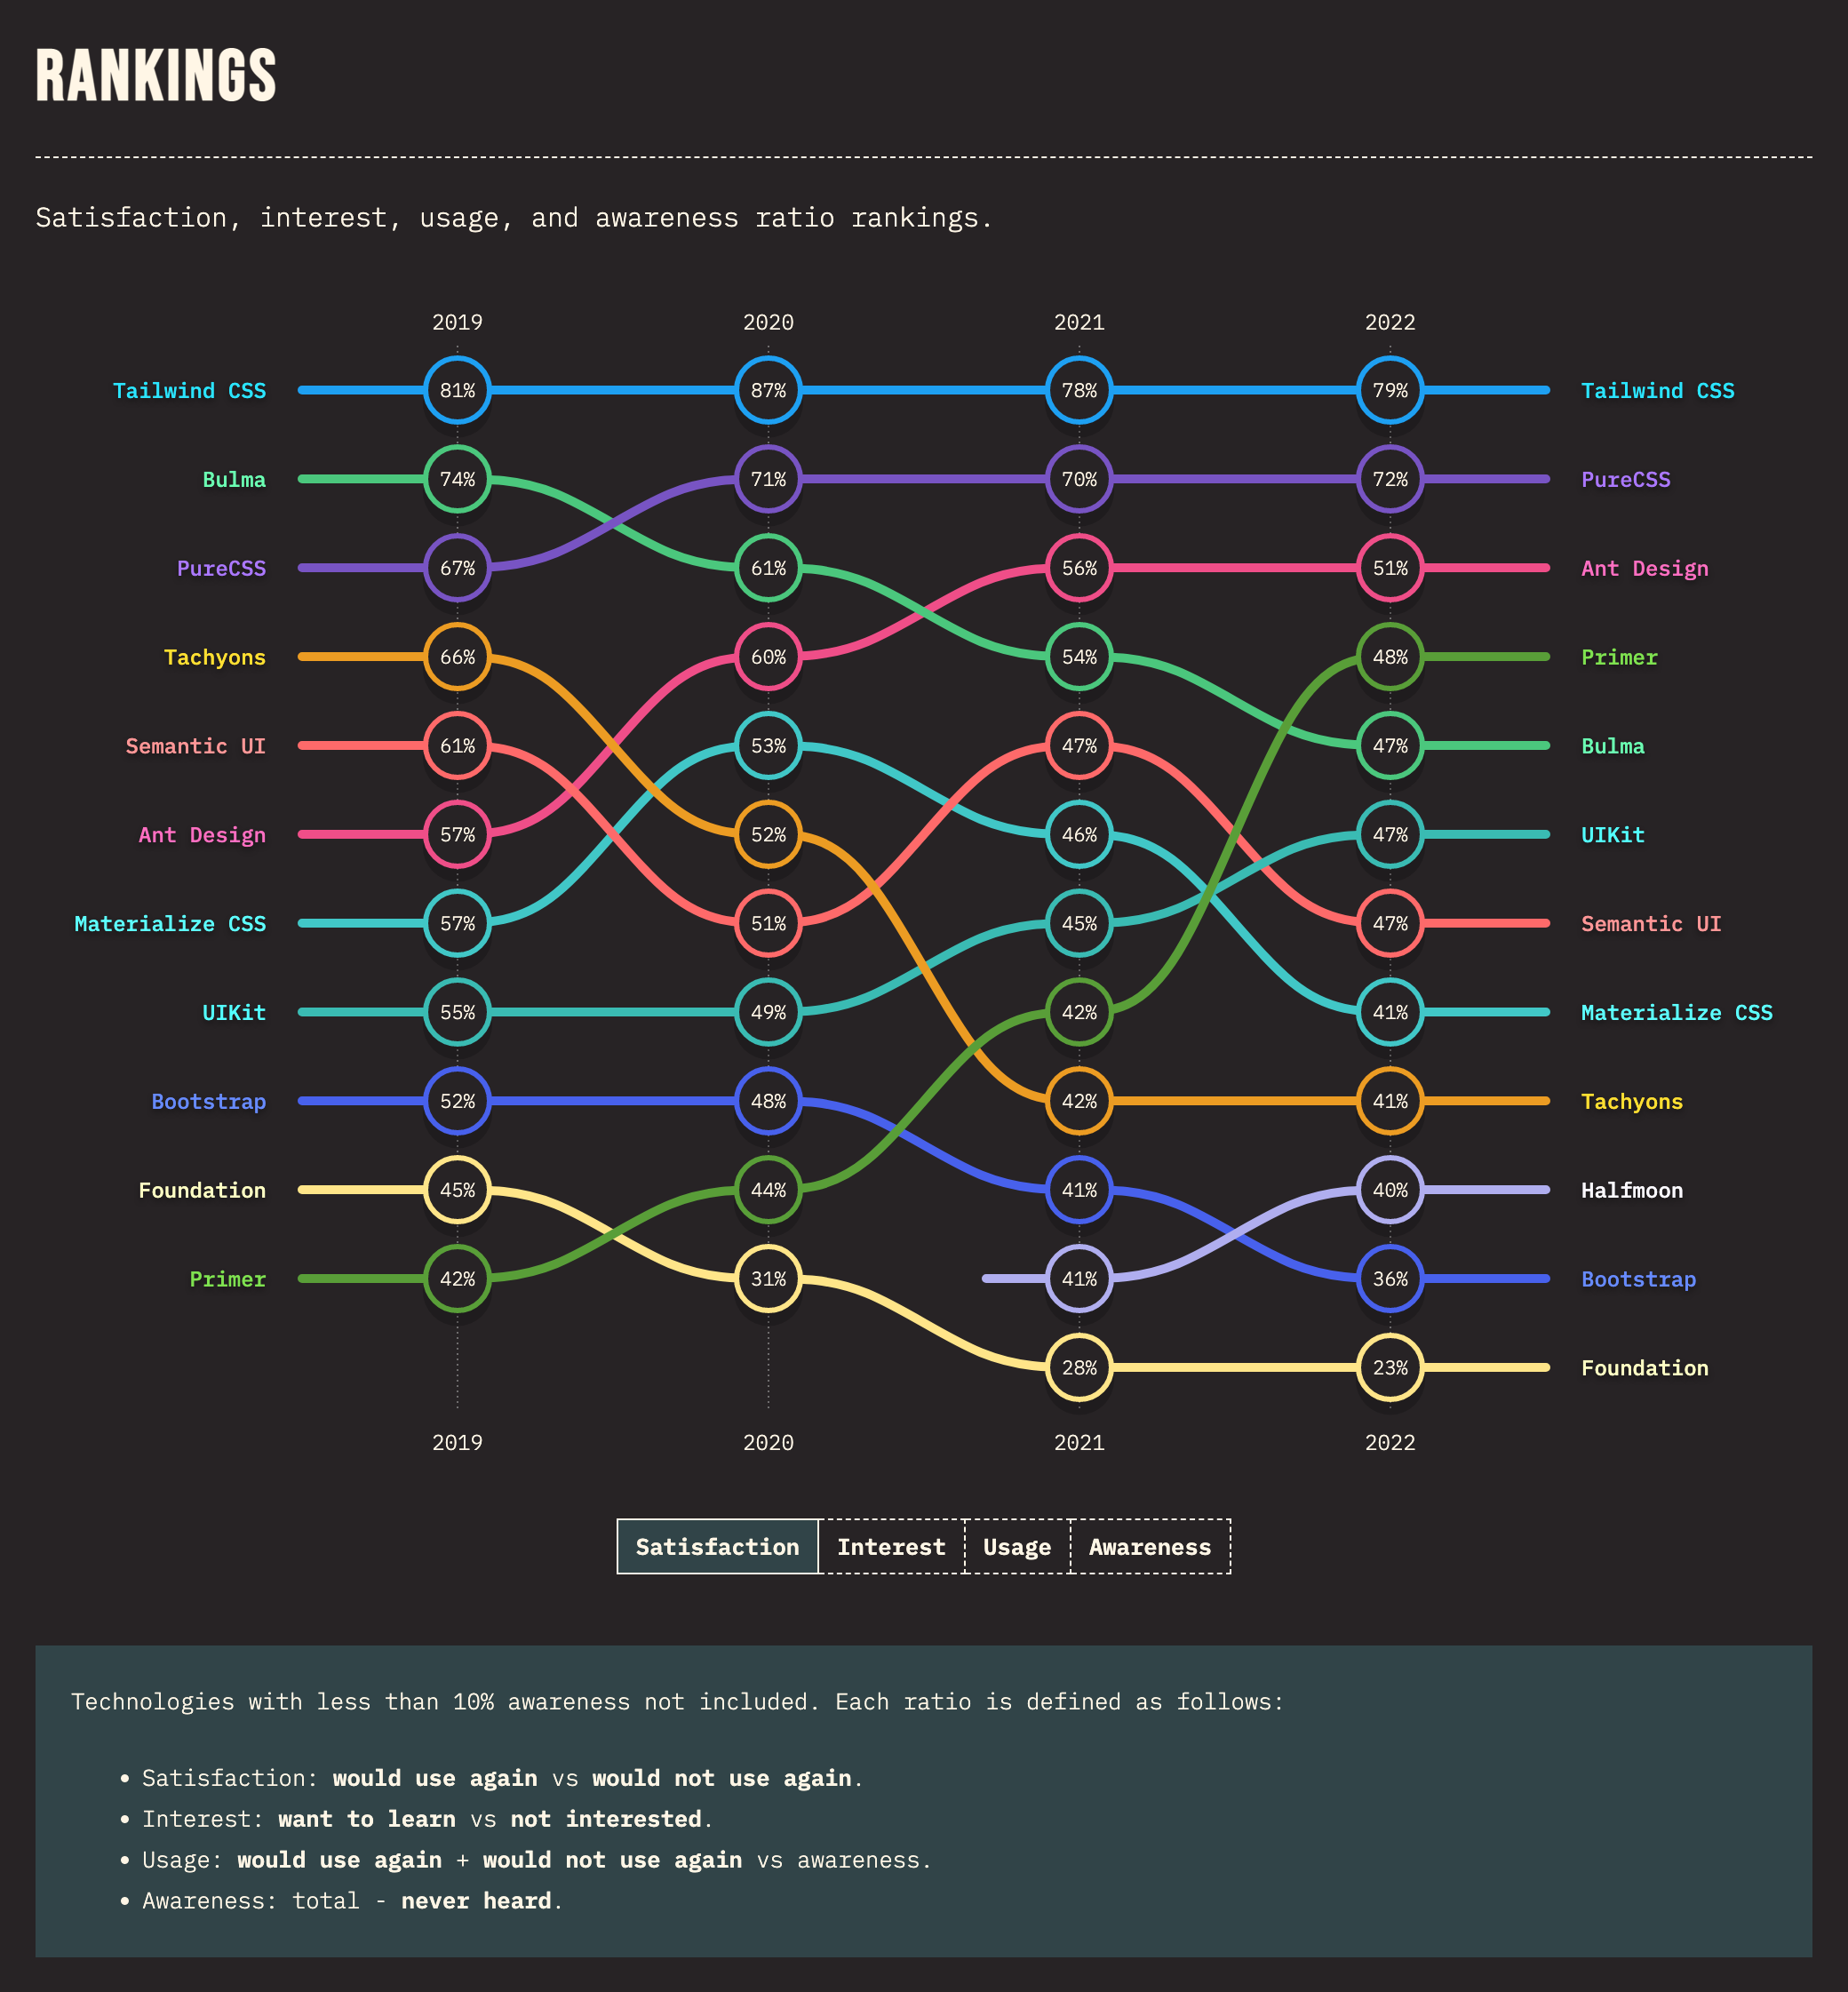 RANKINGS
Satisfaction, interest, usage, and awareness ratio rankings.
2019 2020 2021 2022
Tailwind CSS 81% 87% 78% 79% Tailwind CSS
Bulma 74% 71% 70% 72% PureCSS
PureCSS 67% 61% 56% 51% Ant Design
Tachyons 66% 60% 54% 48% Primer
Semantic UI 61% 53% 47% 47% Bulma
Ant Design 57% 52% 46% 47% UIKit
Materialize CSS 57% 51% 45% 47% Semantic UI
UIKit 55% 49% 42% 41% Materialize CSS
Bootstrap 52% 48% 42% 41% Tachyons
Foundation 45% 44% 41% 40% Halfmoon
Primer 42% 31% 41% 36% Bootstrap
28% 23% Foundation
2019 2020 2021 2022
Satisfaction Interest Usage Awareness
Technologies with less than 10% awareness not included. Each ratio is defined as follows:
• Satisfaction: would use again vs would not use again.
• Interest: want to learn vs not interested.
• Usage: would use again + would not use again vs awareness.
• Awareness: total - never heard.